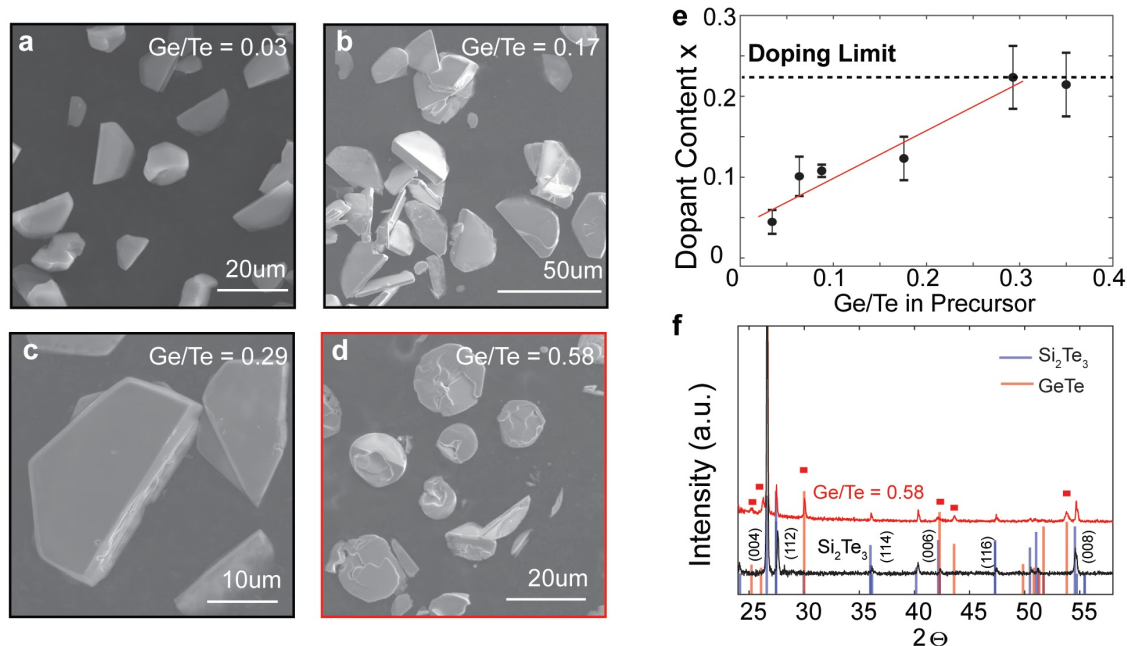 a
Ge/Te = 0.03
20um
b
Ge/Te = 0.17
50um
c
Ge/Te = 0.29
10um
d
Ge/Te = 0.58
20um
e
Dopant Content x
0.3
0.2
0.1
0
Doping Limit
0 0.1 0.2 0.3 0.4
Ge/Te in Precursor
f
Intensity (a.u.)
Si₂Te₃
GeTe
Ge/Te = 0.58
Si₂Te₃
(004) (112) (114) (006) (116) (008)
25 30 35 40 45 50 55
2 Θ